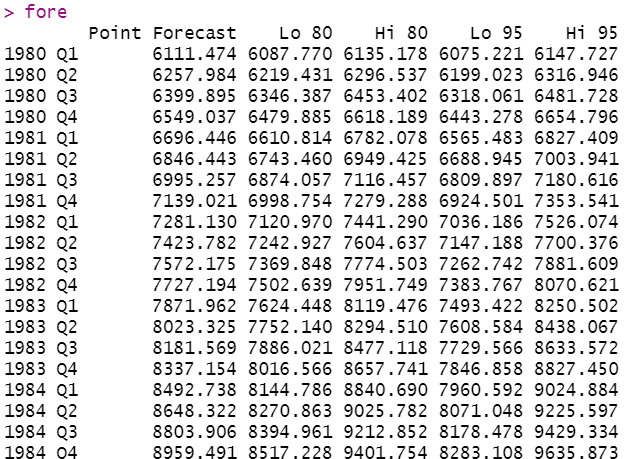 > fore
Point Forecast Lo 80 Hi 80 Lo 95 Hi 95
1980 Q1 6111.474 6087.770 6135.178 6075.221 6147.727
1980 Q2 6257.984 6219.431 6296.537 6199.023 6316.946
1980 Q3 6399.895 6346.387 6453.402 6318.061 6481.728
1980 Q4 6549.037 6479.885 6618.189 6443.278 6654.796
1981 Q1 6696.446 6610.814 6782.078 6565.483 6827.409
1981 Q2 6846.443 6743.460 6949.425 6688.945 7003.941
1981 Q3 6995.257 6874.057 7116.457 6809.897 7180.616
1981 Q4 7139.021 6998.754 7279.288 6924.501 7353.541
1982 Q1 7281.130 7120.970 7441.290 7036.186 7526.074
1982 Q2 7423.782 7242.927 7604.637 7147.188 7700.376
1982 Q3 7572.175 7369.848 7774.503 7262.742 7881.609
1982 Q4 7727.194 7502.639 7951.749 7383.767 8070.621
1983 Q1 7871.962 7624.448 8119.476 7493.422 8250.502
1983 Q2 8023.325 7752.140 8294.510 7608.584 8438.067
1983 Q3 8181.569 7886.021 8477.118 7729.566 8633.572
1983 Q4 8337.154 8016.566 8657.741 7846.858 8827.450
1984 Q1 8492.738 8144.786 8840.690 7960.592 9024.884
1984 Q2 8648.322 8270.863 9025.782 8071.048 9225.597
1984 Q3 8803.906 8394.961 9212.852 8178.478 9429.334
1984 Q4 8959.491 8517.228 9401.754 8283.108 9635.873